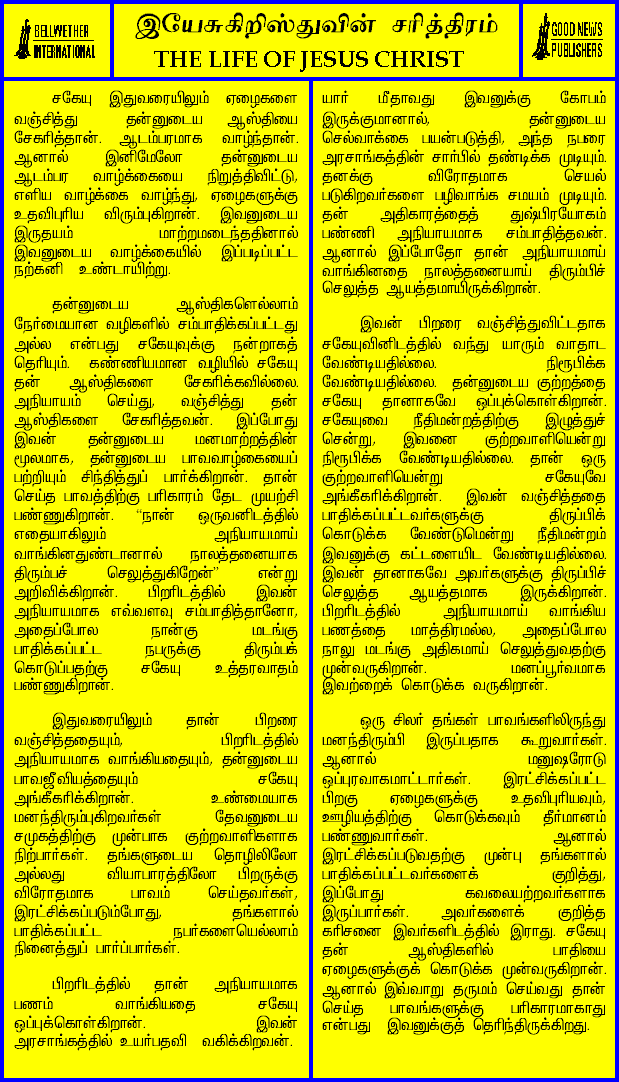 BELLWETHER
INTERNATIONAL
இயேசுகிறிஸ்துவின் சரித்திரம்
THE LIFE OF JESUS CHRIST
GOOD NEWS
PUBLISHERS
சகேயு இதுவரையிலும் ஏழைகளை
வஞ்சித்து தன்னுடைய ஆஸ்தியை
சேகரித்தான். ஆடம்பரமாக வாழ்ந்தான்.
ஆனால் இனிமேலோ தன்னுடைய
ஆடம்பர வாழ்க்கையை நிறுத்திவிட்டு,
எளிய வாழ்க்கை வாழ்ந்து, ஏழைகளுக்கு
உதவிபுரிய விரும்புகிறான். இவனுடைய
இருதயம் மாற்றமடைந்ததினால்
இவனுடைய வாழ்க்கையில் இப்படிப்பட்ட
நற்கனி உண்டாயிற்று.
தன்னுடைய ஆஸ்திகளெல்லாம்
நேர்மையான வழிகளில் சம்பாதிக்கப்பட்டது
அல்ல என்பது சகேயுவுக்கு நன்றாகத்
தெரியும். கண்ணியமான வழியில் சகேயு
தன் ஆஸ்திகளை சேகரிக்கவில்லை.
அநியாயம் செய்து, வஞ்சித்து தன்
ஆஸ்திகளை சேகரித்தவன். இப்போது
இவன் தன்னுடைய மனமாற்றத்தின்
மூலமாக, தன்னுடைய பாவவாழ்கையைப்
பற்றியும் சிந்தித்துப் பார்க்கிறான். தான்
செய்த பாவத்திற்கு பரிகாரம் தேட முயற்சி
பண்ணுகிறான். “நான் ஒருவனிடத்தில்
எதையாகிலும் அநியாயமாய்
வாங்கினதுண்டானால் நாலத்தனையாக
திரும்பச் செலுத்துகிறேன்” என்று
அறிவிக்கிறான். பிறரிடத்தில் இவன்
அநியாயமாக எவ்வளவு சம்பாதித்தானோ,
அதைப்போல நான்கு மடங்கு
பாதிக்கப்பட்ட நபருக்கு திரும்பக்
கொடுப்பதற்கு சகேயு உத்தரவாதம்
பண்ணுகிறான்.
இதுவரையிலும் தான் பிறரை
வஞ்சித்ததையும், பிறரிடத்தில்
அநியாயமாக வாங்கியதையும், தன்னுடைய
பாவஜீவியத்தையும் சகேயு
அங்கீகரிக்கிறான். உண்மையாக
மனந்திரும்புகிறவர்கள் தேவனுடைய
சமுகத்திற்கு முன்பாக குற்றவாளிகளாக
நிற்பார்கள். தங்களுடைய தொழிலிலோ
அல்லது வியாபாரத்திலோ பிறருக்கு
விரோதமாக பாவம் செய்தவர்கள்,
இரட்சிக்கப்படும்போது, தங்களால்
பாதிக்கப்பட்ட நபர்களையெல்லாம்
நினைத்துப் பார்ப்பார்கள்.
பிறரிடத்தில் தான் அநியாயமாக
பணம் வாங்கியதை சகேயு
ஒப்புக்கொள்கிறான். இவன்
அரசாங்கத்தில் உயர்பதவி வகிக்கிறவன்.
யார் மீதாவது இவனுக்கு கோபம்
இருக்குமானால், தன்னுடைய
செல்வாக்கை பயன்படுத்தி, அந்த நபரை
அரசாங்கத்தின் சார்பில் தண்டிக்க முடியும்.
தனக்கு விரோதமாக செயல்
படுகிறவர்களை பழிவாங்க சமயம் முடியும்.
தன் அதிகாரத்தைத் துஷ்பிரயோகம்
பண்ணி அநியாயமாக சம்பாதித்தவன்.
ஆனால் இப்போதோ தான் அநியாயமாய்
வாங்கினதை நாலத்தனையாய் திரும்பிச்
செலுத்த ஆயத்தமாயிருக்கிறான்.
இவன் பிறரை வஞ்சித்துவிட்டதாக
சகேயுவினிடத்தில் வந்து யாரும் வாதாட
வேண்டியதில்லை. நிரூபிக்க
வேண்டியதில்லை. தன்னுடைய குற்றத்தை
சகேயு தானாகவே ஒப்புக்கொள்கிறான்.
சகேயுவை நீதிமன்றத்திற்கு இழுத்துச்
சென்று, இவனை குற்றவாளியென்று
நிரூபிக்க வேண்டியதில்லை. தான் ஒரு
குற்றவாளியென்று சகேயுவே
அங்கீகரிக்கிறான். இவன் வஞ்சித்ததை
பாதிக்கப்பட்டவர்களுக்கு திருப்பிக்
கொடுக்க வேண்டுமென்று நீதிமன்றம்
இவனுக்கு கட்டளையிட வேண்டியதில்லை.
இவன் தானாகவே அவர்களுக்கு திருப்பிச்
செலுத்த ஆயத்தமாக இருக்கிறான்.
பிறரிடத்தில் அநியாயமாய் வாங்கிய
பணத்தை மாத்திரமல்ல, அதைப்போல
நாலு மடங்கு அதிகமாய் செலுத்துவதற்கு
முன்வருகிறான். மனப்பூர்வமாக
இவற்றைக் கொடுக்க வருகிறான்.
ஒரு சிலர் தங்கள் பாவங்களிலிருந்து
மனந்திரும்பி இருப்பதாக கூறுவார்கள்.
ஆனால் மனுஷரோடு
ஒப்புரவாகமாட்டார்கள். இரட்சிக்கப்பட்ட
பிறகு ஏழைகளுக்கு உதவிபுரியவும்,
ஊழியத்திற்கு கொடுக்கவும் தீர்மானம்
பண்ணுவார்கள். ஆனால்
இரட்சிக்கப்படுவதற்கு முன்பு தங்களால்
பாதிக்கப்பட்டவர்களைக் குறித்து,
இப்போது கவலையற்றவர்களாக
இருப்பார்கள். அவர்களைக் குறித்த
கரிசனை இவர்களிடத்தில் இராது. சகேயு
தன் ஆஸ்திகளில் பாதியை
ஏழைகளுக்குக் கொடுக்க முன்வருகிறான்.
ஆனால் இவ்வாறு தருமம் செய்வது தான்
செய்த பாவங்களுக்கு பரிகாரமாகாது
என்பது இவனுக்குத் தெரிந்திருக்கிறது.